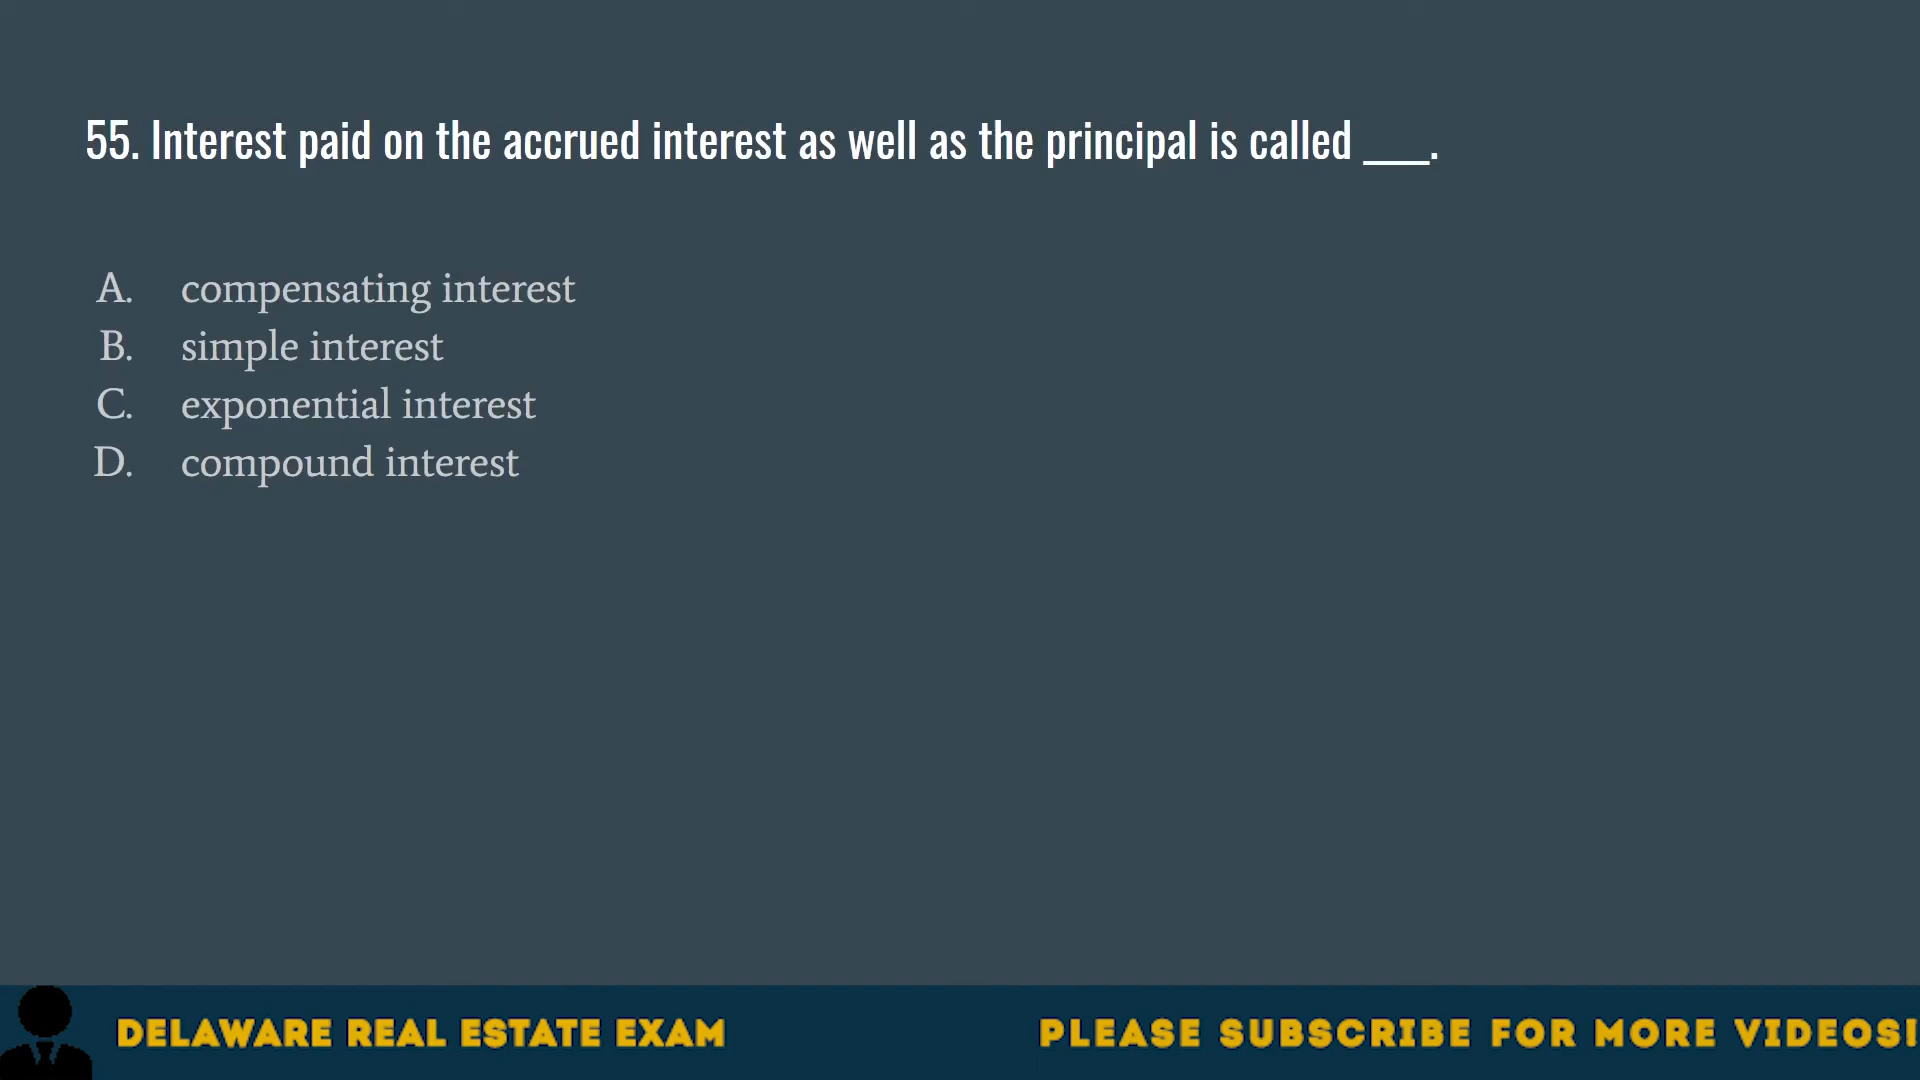 55. Interest paid on the accrued interest as well as the principal is called ____.
A. compensating interest
B. simple interest
C. exponential interest
D. compound interest
DELAWARE REAL ESTATE EXAM
PLEASE SUBSCRIBE FOR MORE VIDEOS!